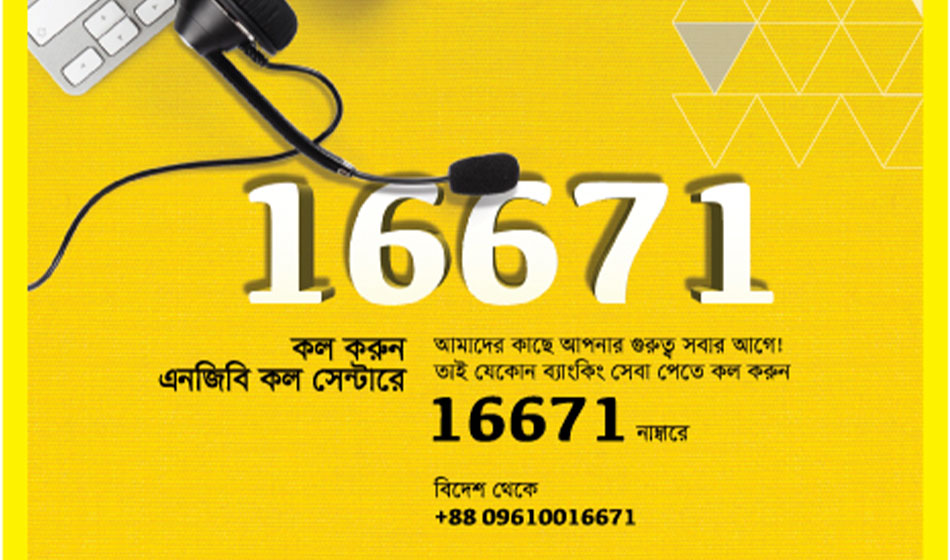 16671
কল করুন
এনজিবি কল সেন্টারে
আমাদের কাছে আপনার গুরুত্ব সবার আগে!
তাই যেকোন ব্যাংকিং সেবা পেতে কল করুন
16671 নাম্বারে
বিদেশ থেকে
+88 09610016671